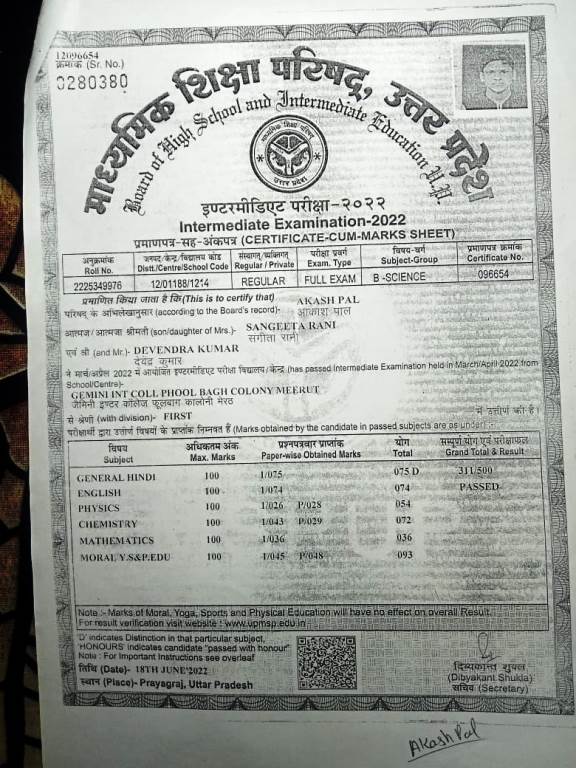 12096654
क्रमांक (Sr. No.)
0280380
माध्यमिक शिक्षा परिषद्, उत्तर प्रदेश
Board of High School and Intermediate Education U.P.
माध्यमिक शिक्षा परिषद
उत्तर प्रदेश
इण्टरमीडिएट परीक्षा-२०२२
Intermediate Examination-2022
प्रमाणपत्र-सह-अंकपत्र (CERTIFICATE-CUM-MARKS SHEET)
अनुक्रमांक जनपद/केन्द्र/विद्यालय कोड संस्थागत/व्यक्तिगत परीक्षा प्रकार विषय-वर्ग प्रमाणपत्र क्रमांक
Roll No. Distt./Centre/School Code Regular / Private Exam. Type Subject-Group Certificate No.
2225349976 12/01188/1214 REGULAR FULL EXAM B -SCIENCE 096654
प्रमाणित किया जाता है कि(This is to certify that) AKASH PAL
परिषद् के अभिलेखानुसार (according to the Board's record)- आकाश पाल
आत्मज / आत्मजा श्रीमती (son/daughter of Mrs.)- SANGEETA RANI
संगीता रानी
एवं श्री (and Mr.)- DEVENDRA KUMAR
देवेंद्र कुमार
ने मार्च/अप्रैल 2022 में आयोजित इण्टरमीडिएट परीक्षा विद्यालय/केन्द्र (has passed Intermediate Examination held in March/April-2022 from
School/Centre)-
GEMINI INT COLL PHOOL BAGH COLONY MEERUT
जैमिनी इण्टर कालेज फूलबाग कालोनी मेरठ
से श्रेणी (with division)- FIRST में उत्तीर्ण की है।
परीक्षार्थी द्वारा उत्तीर्ण विषयों के प्राप्तांक निम्नवत हैं (Marks obtained by the candidate in passed subjects are as under) :-
विषय अधिकतम अंक प्रश्नपत्रवार प्राप्तांक योग सम्पूर्ण योग एवं परीक्षाफल
Subject Max. Marks Paper-wise Obtained Marks Total Grand Total & Result
GENERAL HINDI 100 1/075 075 D 311/500
ENGLISH 100 1/074 074 PASSED
PHYSICS 100 1/026 P/028 054
CHEMISTRY 100 1/043 P/029 072
MATHEMATICS 100 1/036 036
MORAL Y.S&P.EDU 100 1/045 P/048 093
Note :- Marks of Moral, Yoga, Sports and Physical Education will have no effect on overall Result.
For result verification visit website : www.upmsp.edu.in
'D' indicates Distinction in that particular subject,
'HONOURS' indicates candidate "passed with honour"
Note : For Important Instructions see overleaf
तिथि (Date)- 18TH JUNE'2022
स्थान (Place)- Prayagraj, Uttar Pradesh
दिब्यकान्त शुक्ल
(Dibyakant Shukla)
सचिव (Secretary)
Akash Pal